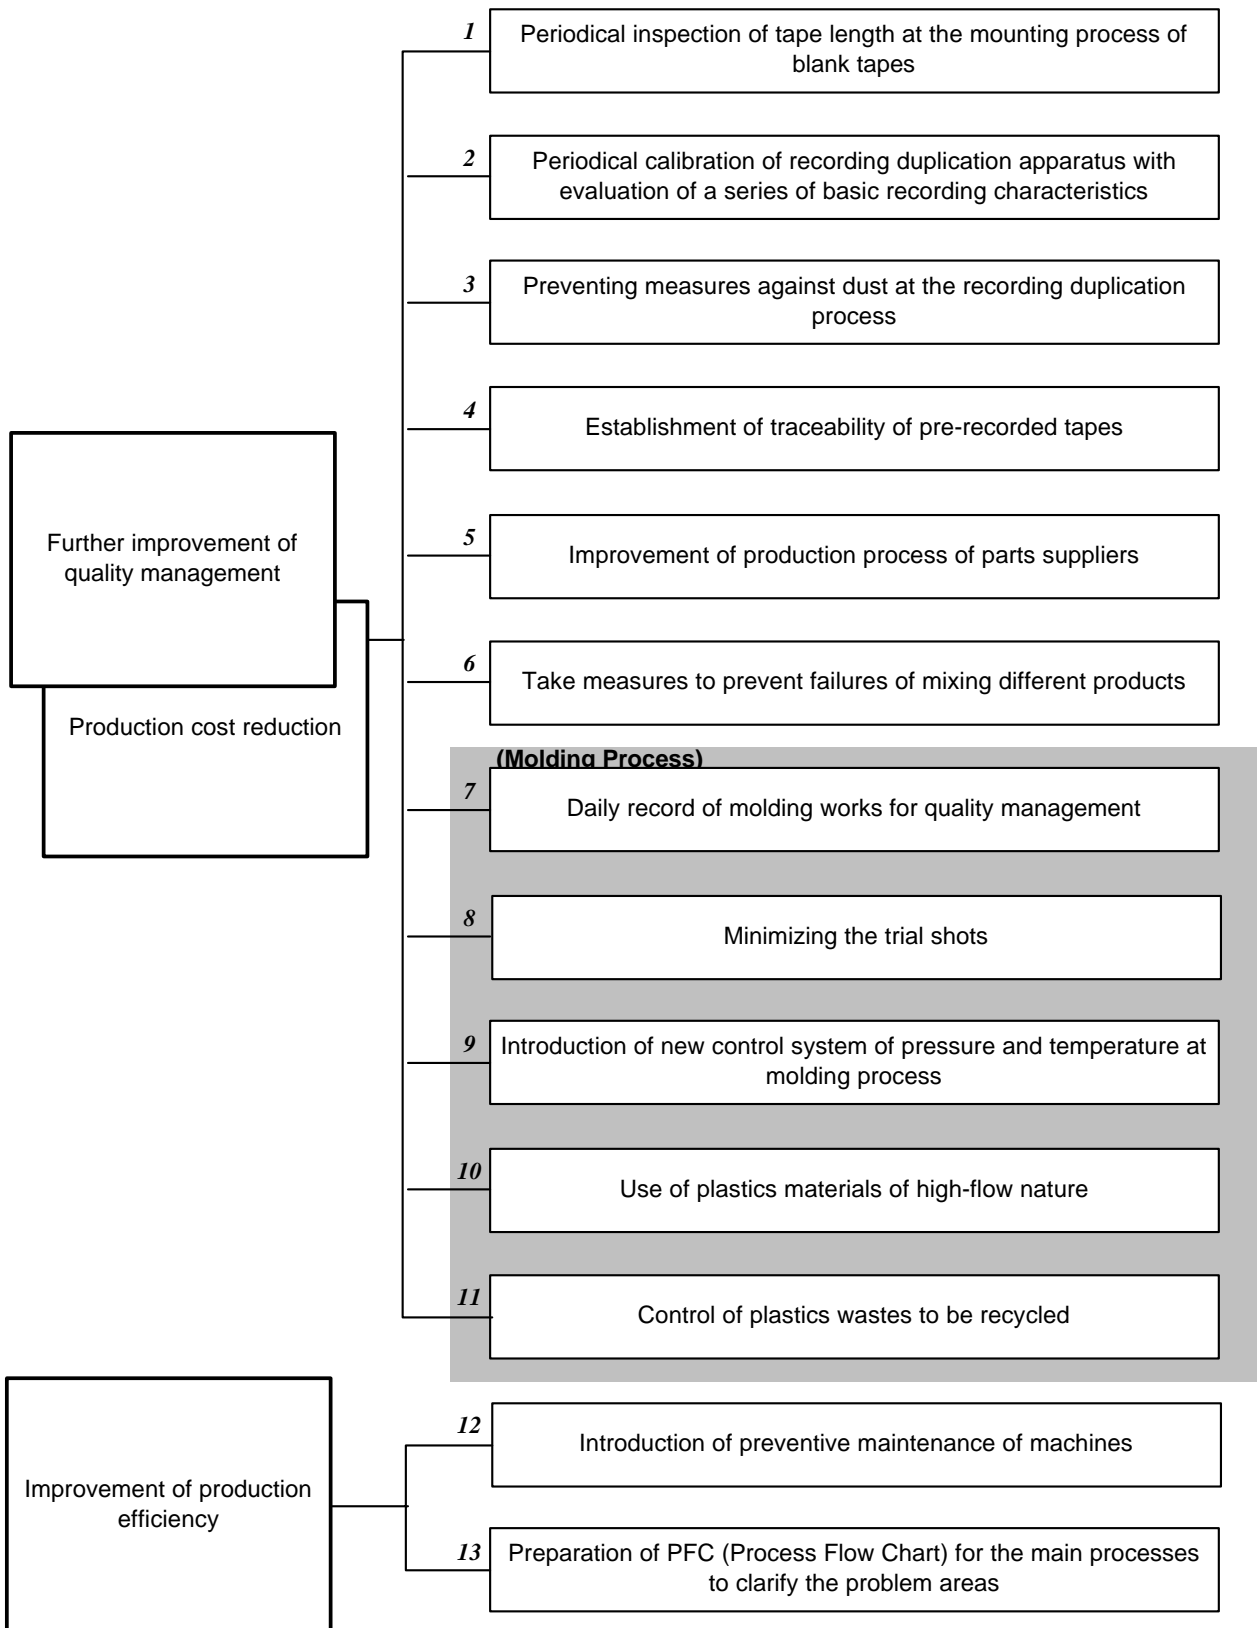 1
Periodical inspection of tape length at the mounting process of
blank tapes
2
Periodical calibration of recording duplication apparatus with
evaluation of a series of basic recording characteristics
3
Preventing measures against dust at the recording duplication
process
4
Establishment of traceability of pre-recorded tapes
Further improvement of
quality management
5
Improvement of production process of parts suppliers
6
Take measures to prevent failures of mixing different products
Production cost reduction
(Molding Process)
7
Daily record of molding works for quality management
8
Minimizing the trial shots
9
Introduction of new control system of pressure and temperature at
molding process
10
Use of plastics materials of high-flow nature
11
Control of plastics wastes to be recycled
12
Introduction of preventive maintenance of machines
Improvement of production
efficiency
13
Preparation of PFC (Process Flow Chart) for the main processes
to clarify the problem areas